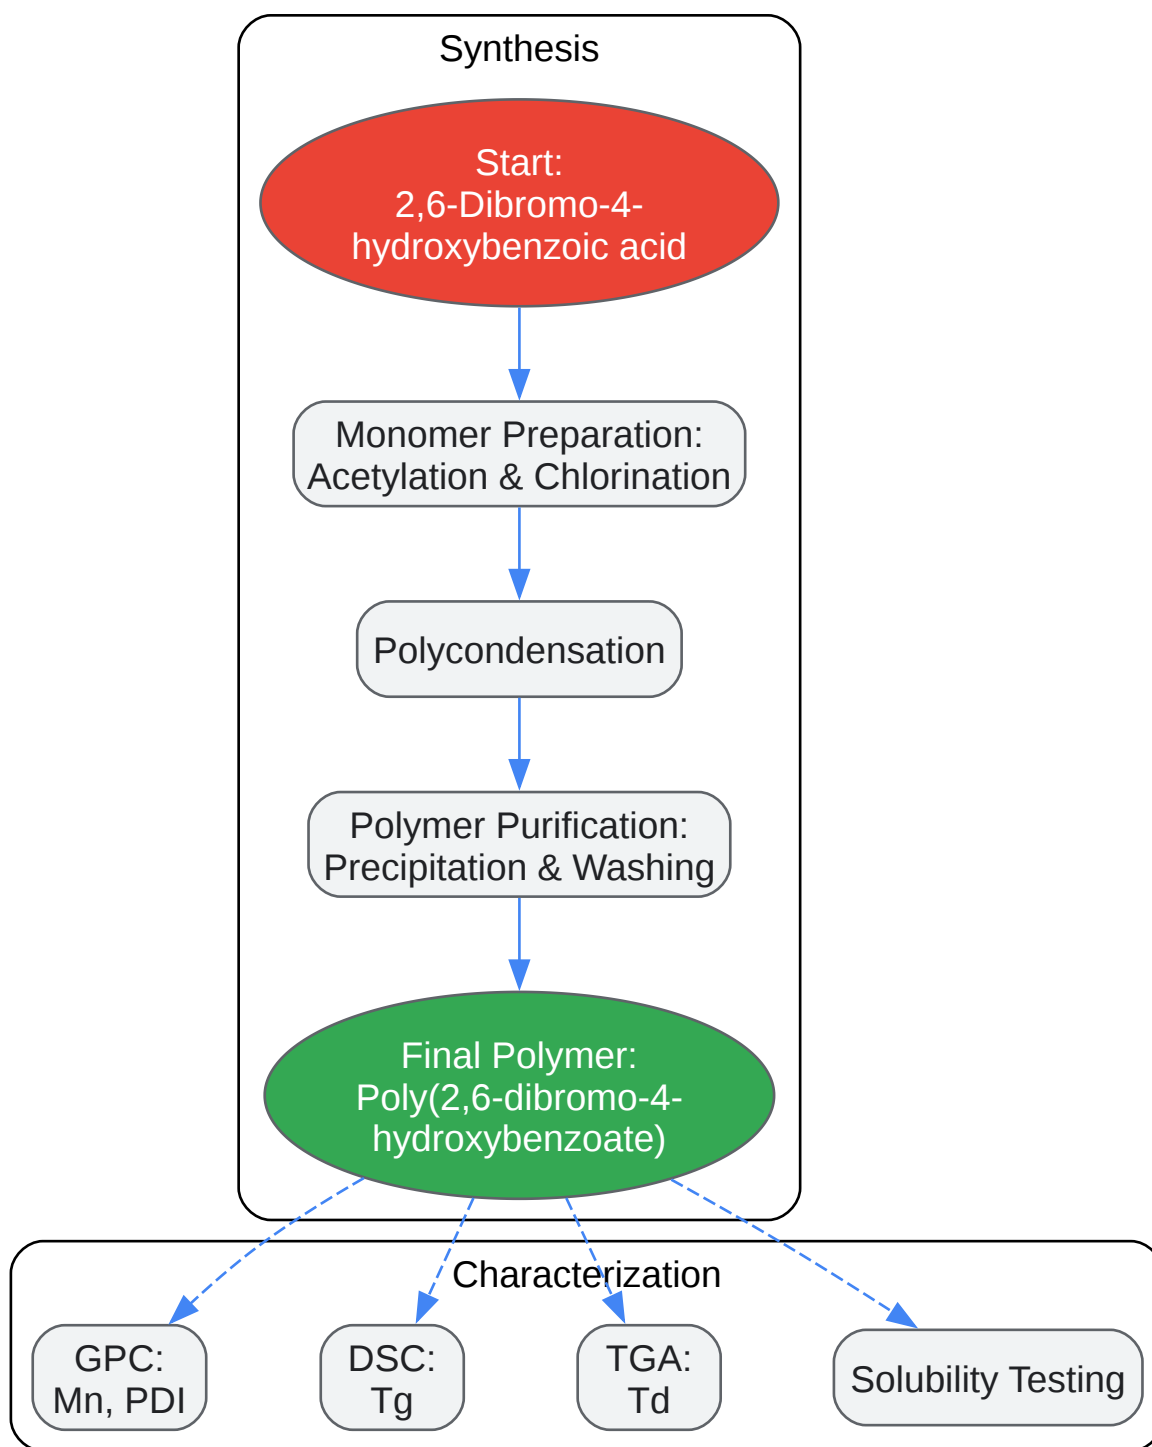 Synthesis
Start:
2,6-Dibromo-4-
hydroxybenzoic acid
Monomer Preparation:
Acetylation & Chlorination
Polycondensation
Polymer Purification:
Precipitation & Washing
Final Polymer:
Poly(2,6-dibromo-4-
hydroxybenzoate)
Characterization
GPC:
Mn, PDI
DSC:
Tg
TGA:
Td
Solubility Testing